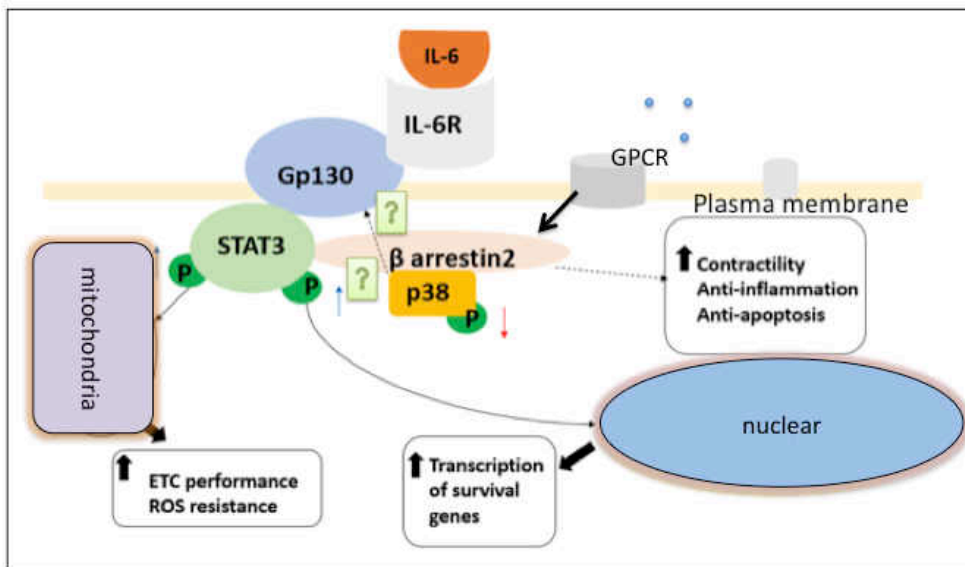 IL-6
IL-6R
GPCR
Gp130
?
Plasma membrane
STAT3
β arrestin2
?
P
P
p38
P
Contractility
Anti-inflammation
Anti-apoptosis
mitochondria
nuclear
ETC performance
ROS resistance
Transcription
of survival
genes